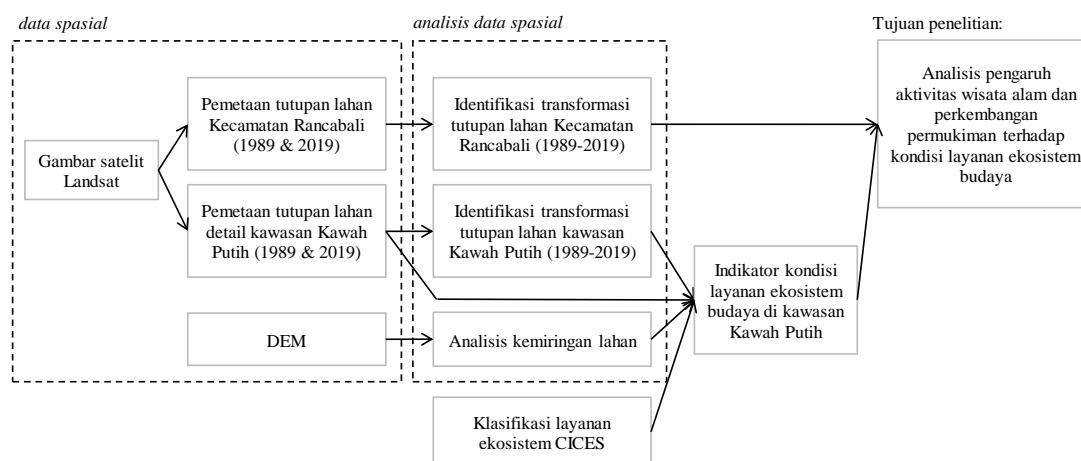 data spasial
analisis data spasial
Tujuan penelitian:
Gambar satelit
Landsat
Pemetaan tutupan lahan
Kecamatan Rancabali
(1989 & 2019)
Pemetaan tutupan lahan
detail kawasan Kawah
Putih (1989 & 2019)
DEM
Identifikasi transformasi
tutupan lahan Kecamatan
Rancabali (1989-2019)
Identifikasi transformasi
tutupan lahan kawasan
Kawah Putih (1989-2019)
Analisis kemiringan lahan
Klasifikasi layanan
ekosistem CICES
Indikator kondisi
layanan ekosistem
budaya di kawasan
Kawah Putih
Analisis pengaruh
aktivitas wisata alam dan
perkembangan
permukiman terhadap
kondisi layanan ekosistem
budaya